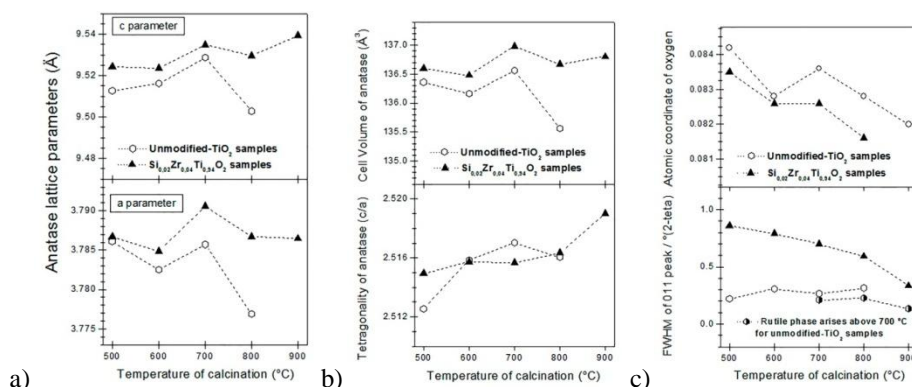 a)
Anatase lattice parameters (Å)
c parameter
9.54
9.52
9.50
9.48
Unmodified-TiO₂
samples
Si₀,₀₂Zr₀,₀₄Ti₀,₉₄O₂ samples
a parameter
3.790
3.785
3.780
3.775
500 600 700 800 900
Temperature of calcination (°C)
b)
Cell Volume of anatase (Å³)
137.0
136.5
136.0
135.5
135.0
Unmodified-TiO₂
samples
Si₀,₀₂Zr₀,₀₄Ti₀,₉₄O₂ samples
Tetragonality of anatase (c/a)
2.520
2.516
2.512
500 600 700 800 900
Temperature of calcination (°C)
c)
Atomic coordinate of oxygen
0.084
0.083
0.082
0.081
Unmodified-TiO₂
samples
Si₀,₀₂Zr₀,₀₄Ti₀,₉₄O₂ samples
FWHM of 011 peak / °(2-teta)
1.0
0.5
0.0
Rutile phase arises above 700 °C
for unmodified-TiO₂
samples
500 600 700 800 900
Temperature of calcination (°C)